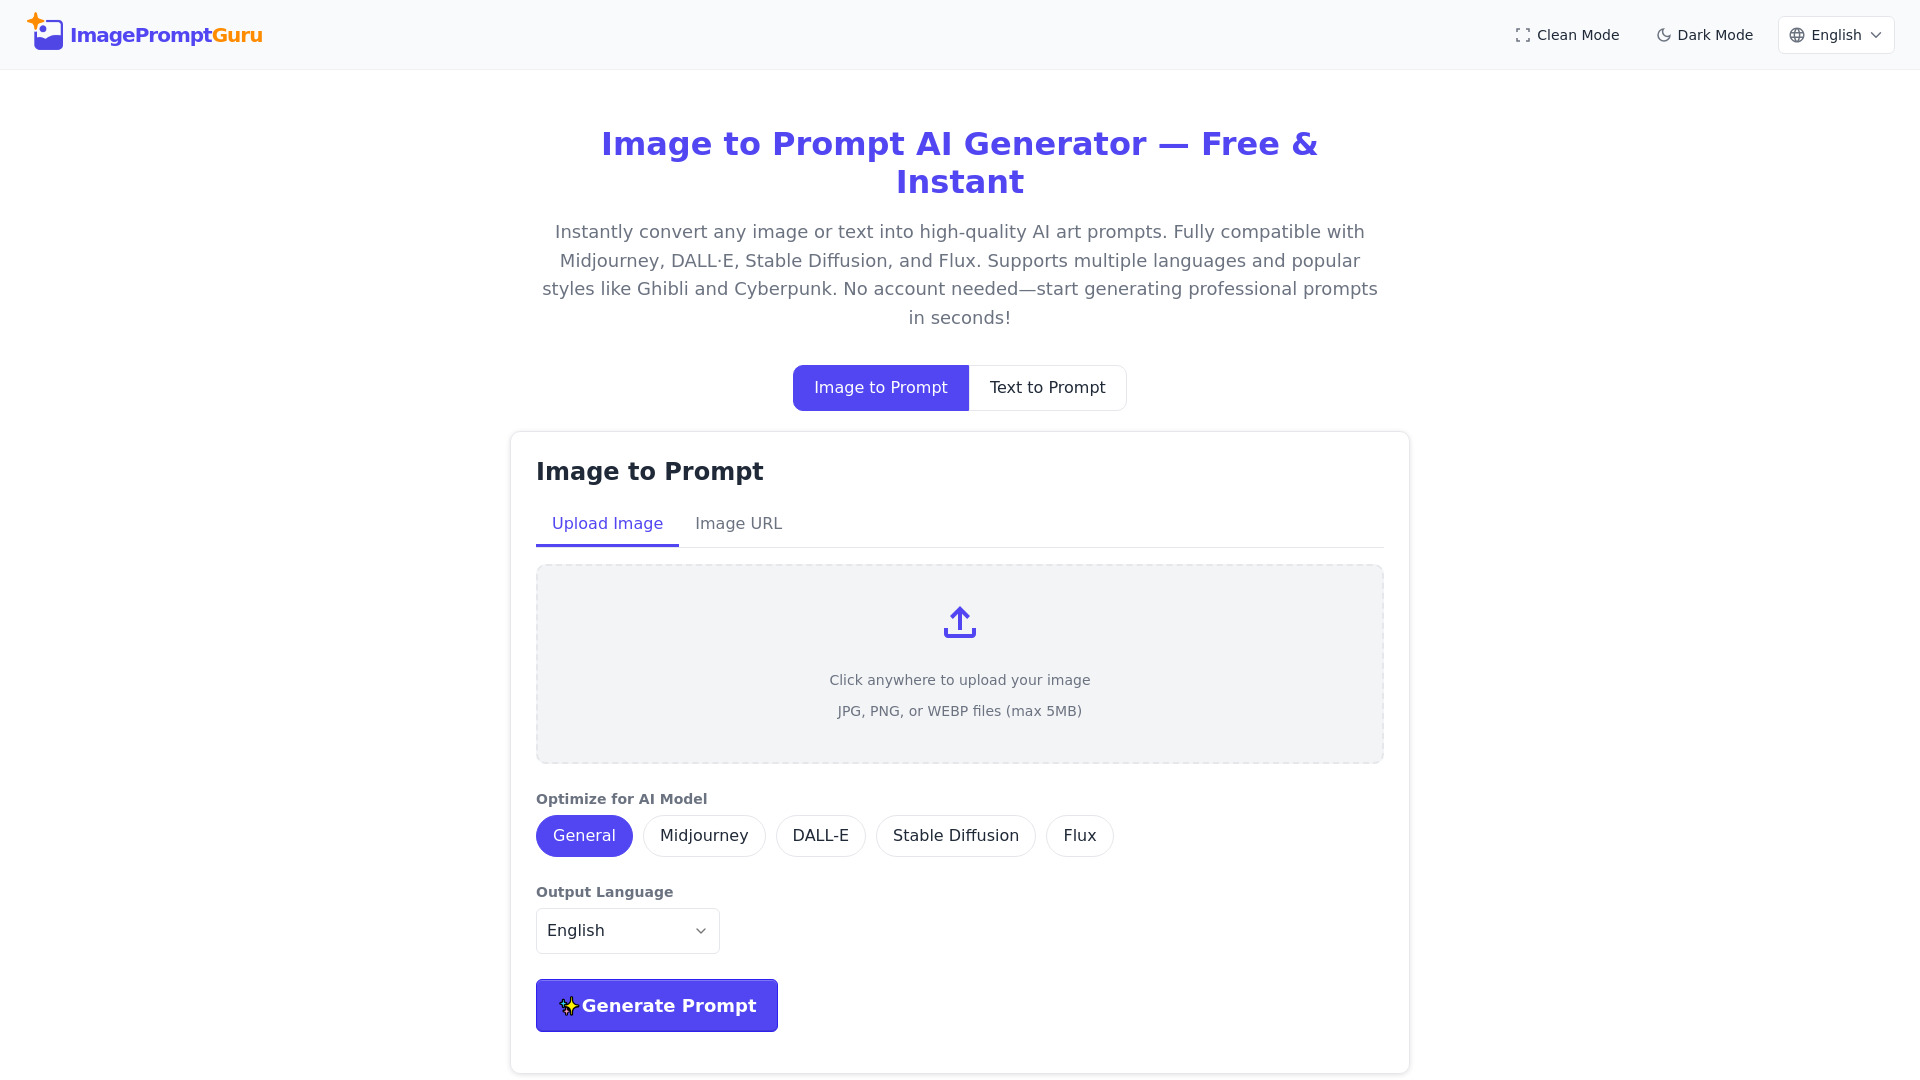 ImagePromptGuru
Clean Mode
Dark Mode
English
Image to Prompt AI Generator — Free &
Instant
Instantly convert any image or text into high-quality AI art prompts. Fully compatible with
Midjourney, DALL·E, Stable Diffusion, and Flux. Supports multiple languages and popular
styles like Ghibli and Cyberpunk. No account needed—start generating professional prompts
in seconds!
Image to Prompt
Text to Prompt
Image to Prompt
Upload Image
Image URL
Click anywhere to upload your image
JPG, PNG, or WEBP files (max 5MB)
Optimize for AI Model
General
Midjourney
DALL-E
Stable Diffusion
Flux
Output Language
English
✨Generate Prompt